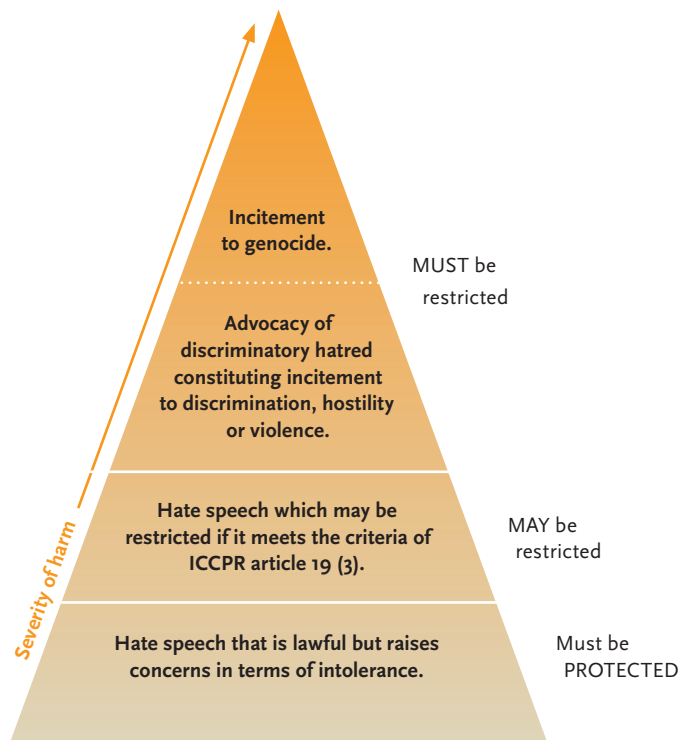 Incitement
to genocide.
MUST be
restricted
Advocacy of
discriminatory hatred
constituting incitement
to discrimination, hostility
or violence.
Hate speech which may be
restricted if it meets the criteria of
ICCPR article 19 (3).
MAY be
restricted
Severity of harm
Hate speech that is lawful but raises
concerns in terms of intolerance.
Must be
PROTECTED